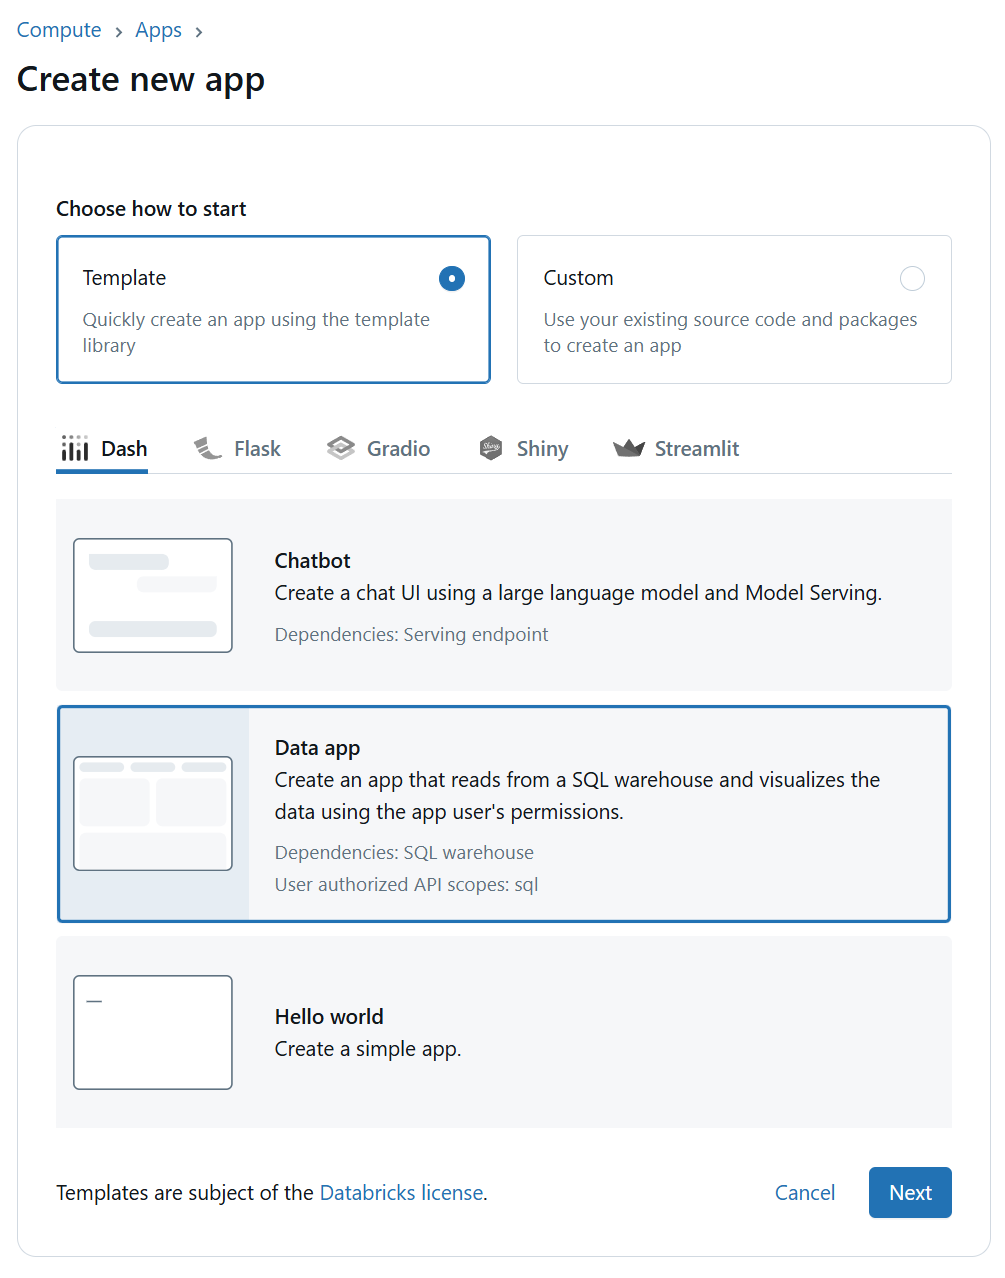 Compute > Apps >
Create new app
Choose how to start
Template
Quickly create an app using the template
library
Custom
Use your existing source code and packages
to create an app
Dash Flask Gradio Shiny Streamlit
Chatbot
Create a chat UI using a large language model and Model Serving.
Dependencies: Serving endpoint
Data app
Create an app that reads from a SQL warehouse and visualizes the
data using the app user's permissions.
Dependencies: SQL warehouse
User authorized API scopes: sql
Hello world
Create a simple app.
Templates are subject of the Databricks license.
Cancel
Next